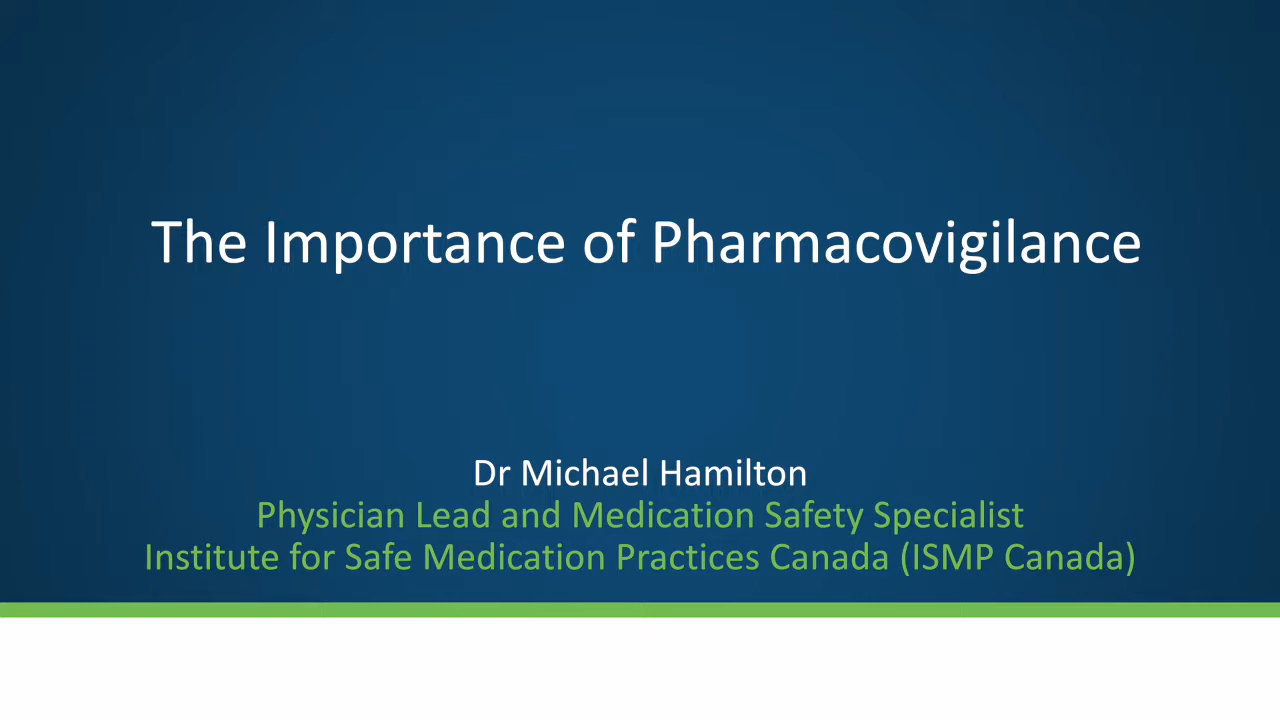 The Importance of Pharmacovigilance
Dr Michael Hamilton
Physician Lead and Medication Safety Specialist
Institute for Safe Medication Practices Canada (ISMP Canada)